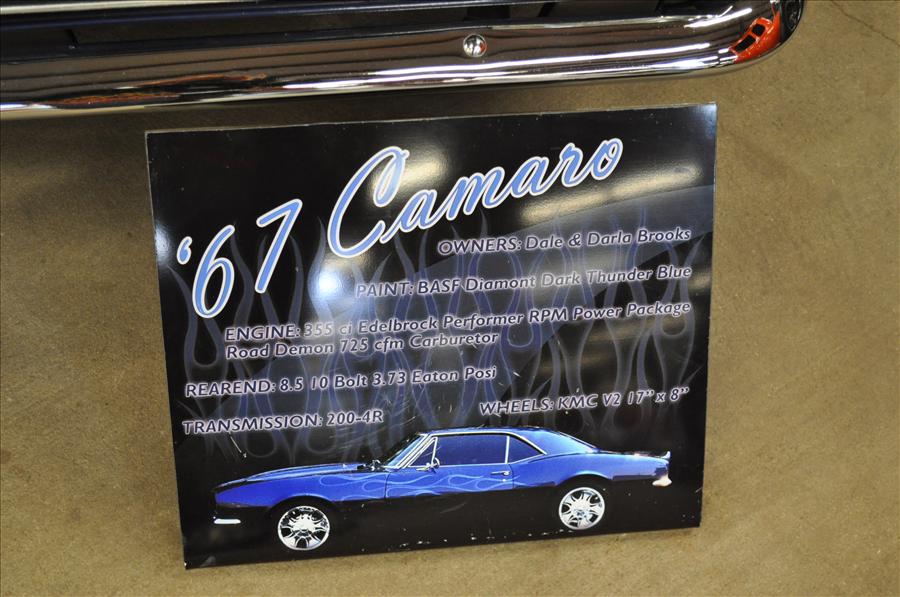 '67 Camaro
OWNERS: Dale & Darla Brooks
PAINT: BASF Diamont Dark Thunder Blue
ENGINE: 355 ci Edelbrock Performer RPM Power Package
Road Demon 725 cfm Carburetor
REAREND: 8.5 10 Bolt 3.73 Eaton Posi
TRANSMISSION: 200-4R
WHEELS: KMC V2 17" x 8"